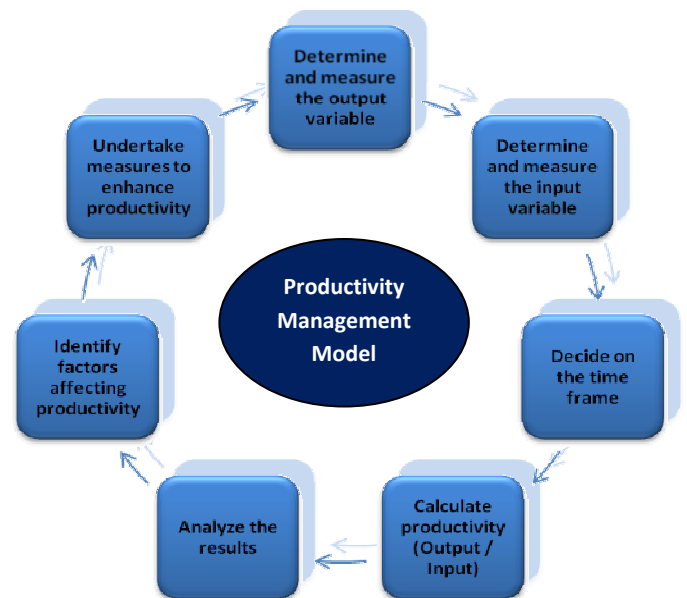 Determine
and measure
the output
variable
Determine
and measure
the input
variable
Decide on
the time
frame
Calculate
productivity
(Output /
Input)
Analyze the
results
Identify
factors
affecting
productivity
Undertake
measures to
enhance
productivity
Productivity
Management
Model